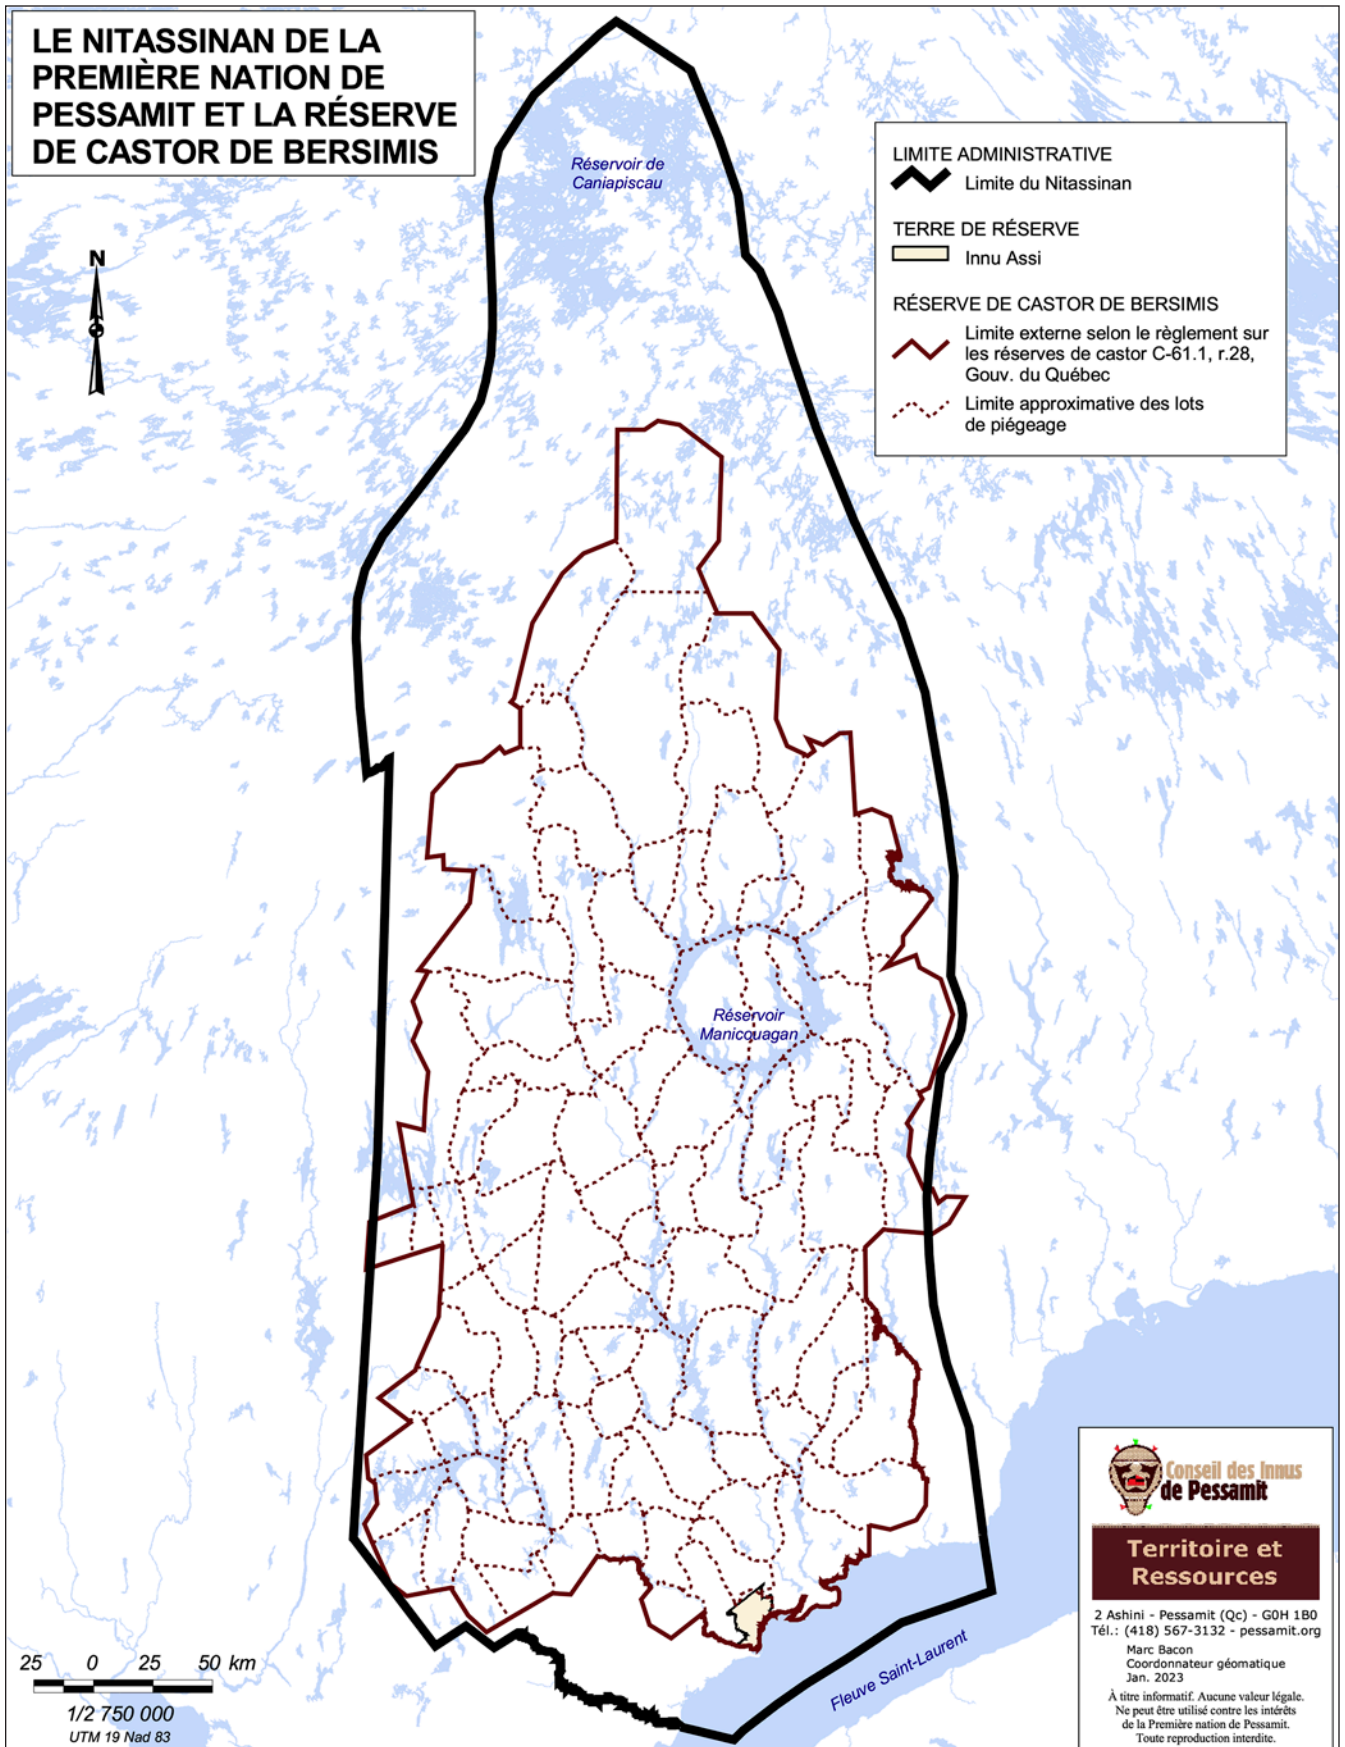 LE NITASSINAN DE LA
PREMIÈRE NATION DE
PESSAMIT ET LA RÉSERVE
DE CASTOR DE BERSIMIS
Réservoir de
Caniapiscau
LIMITE ADMINISTRATIVE
Limite du Nitassinan
TERRE DE RÉSERVE
Innu Assi
RÉSERVE DE CASTOR DE BERSIMIS
Limite externe selon le règlement sur
les réserves de castor C-61.1, r.28,
Gouv. du Québec
Limite approximative des lots
de piégeage
N
Réservoir
Manicouagan
Fleuve Saint-Laurent
25 0 25 50 km
1/2 750 000
UTM 19 Nad 83
Conseil des Innus
de Pessamit
Territoire et
Ressources
2 Ashini - Pessamit (Qc) - G0H 1B0
Tél.: (418) 567-3132 - pessamit.org
Marc Bacon
Coordonnateur géomatique
Jan. 2023
À titre informatif. Aucune valeur légale.
Ne peut être utilisé contre les intérêts
de la Première nation de Pessamit.
Toute reproduction interdite.